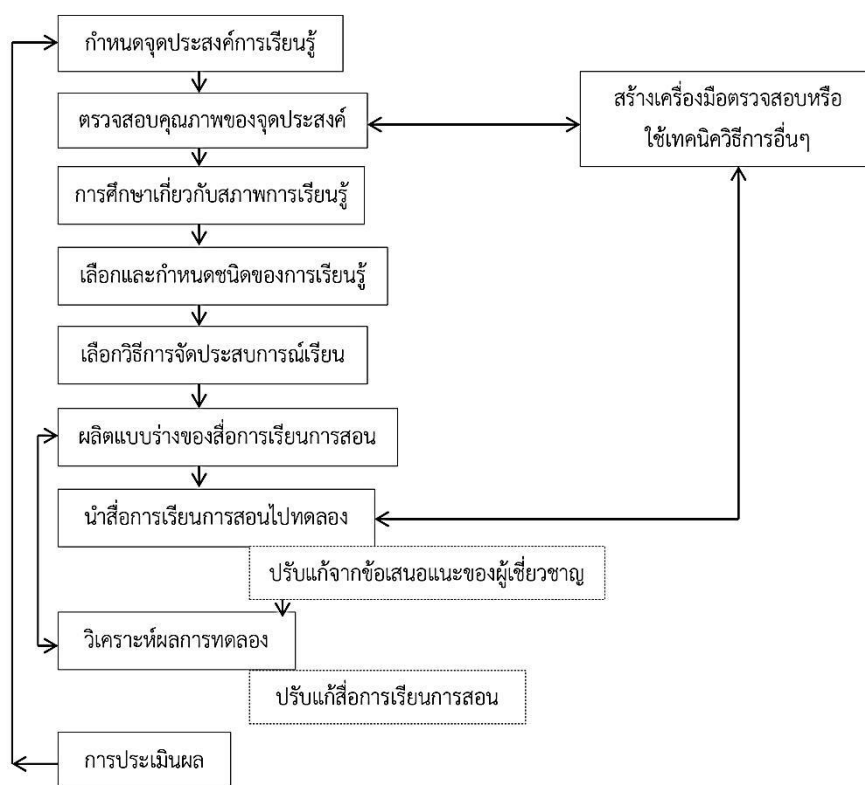 กำหนดจุดประสงค์การเรียนรู้
ตรวจสอบคุณภาพของจุดประสงค์
สร้างเครื่องมือตรวจสอบหรือ
ใช้เทคนิควิธีการอื่นๆ
การศึกษาเกี่ยวกับสภาพการเรียนรู้
เลือกและกำหนดชนิดของการเรียนรู้
เลือกวิธีการจัดประสบการณ์เรียน
ผลิตแบบร่างของสื่อการเรียนการสอน
นำสื่อการเรียนการสอนไปทดลอง
ปรับแก้จากข้อเสนอแนะของผู้เชี่ยวชาญ
วิเคราะห์ผลการทดลอง
ปรับแก้สื่อการเรียนการสอน
การประเมินผล